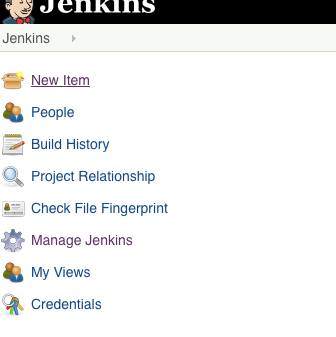 Jenkins
Jenkins
New Item
People
Build History
Project Relationship
Check File Fingerprint
Manage Jenkins
My Views
Credentials